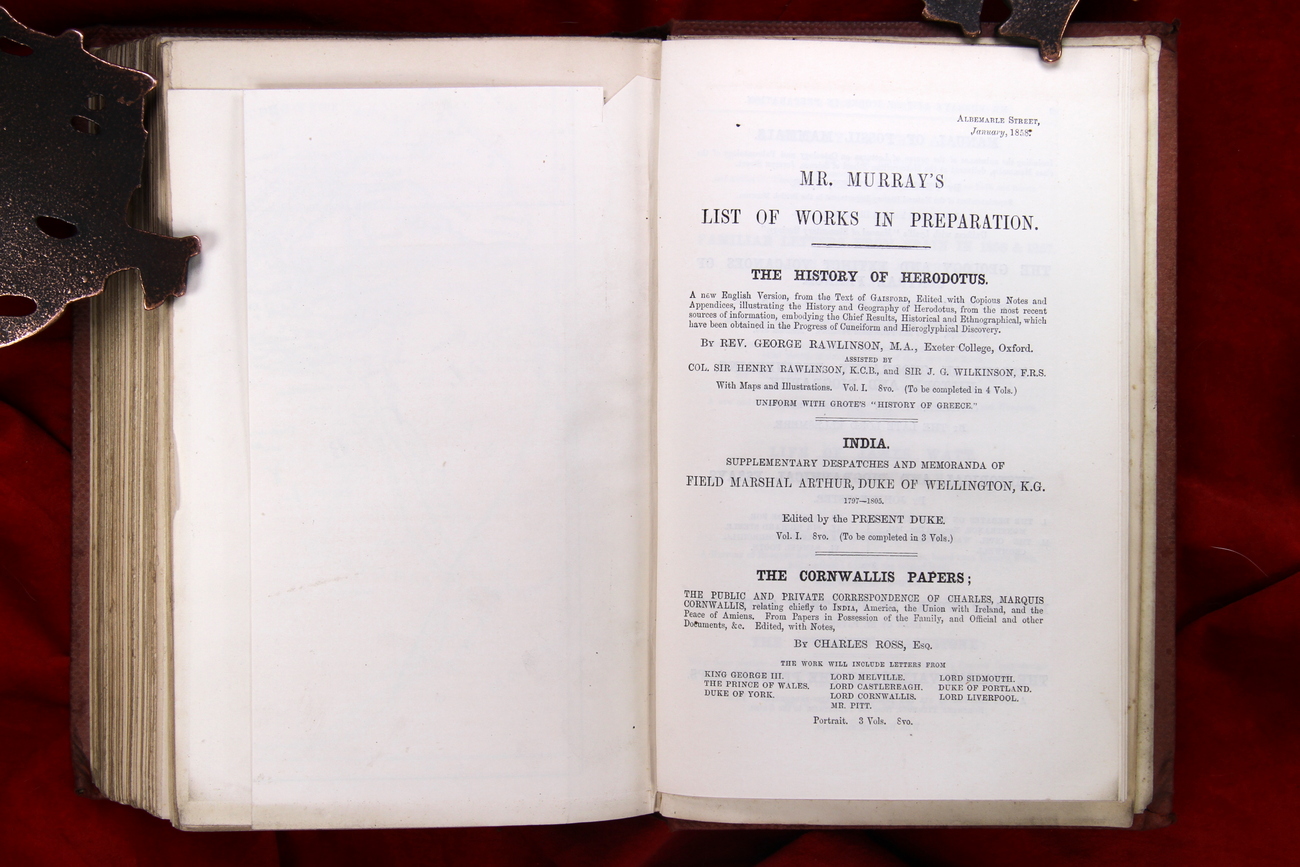 Albemarle Street,
January, 1858.
MR. MURRAY'S
LIST OF WORKS IN PREPARATION.
THE HISTORY OF HERODOTUS.
A new English Version, from the Text of Gaisford, Edited with Copious Notes and
Appendices, illustrating the History and Geography of Herodotus, from the most recent
sources of information, embodying the Chief Results, Historical and Ethnographical, which
have been obtained in the Progress of Cuneiform and Hieroglyphical Discovery.
By REV. GEORGE RAWLINSON, M.A., Exeter College, Oxford.
ASSISTED BY
COL. SIR HENRY RAWLINSON, K.C.B., and SIR J. G. WILKINSON, F.R.S.
With Maps and Illustrations. Vol. I. 8vo. (To be completed in 4 Vols.)
UNIFORM WITH GROTE'S "HISTORY OF GREECE."
INDIA.
SUPPLEMENTARY DESPATCHES AND MEMORANDA OF
FIELD MARSHAL ARTHUR, DUKE OF WELLINGTON, K.G.
1797—1805.
Edited by the PRESENT DUKE.
Vol. I. 8vo. (To be completed in 3 Vols.)
THE CORNWALLIS PAPERS;
THE PUBLIC AND PRIVATE CORRESPONDENCE OF CHARLES, MARQUIS
CORNWALLIS, relating chiefly to India, America, the Union with Ireland, and the
Peace of Amiens. From Papers in Possession of the Family, and Official and other
Documents, &c. Edited, with Notes,
By CHARLES ROSS, Esq.
THE WORK WILL INCLUDE LETTERS FROM
KING GEORGE III.
THE PRINCE OF WALES.
DUKE OF YORK.
LORD MELVILLE.
LORD CASTLEREAGH.
LORD CORNWALLIS.
MR. PITT.
LORD SIDMOUTH.
DUKE OF PORTLAND.
LORD LIVERPOOL.
Portrait. 3 Vols. 8vo.